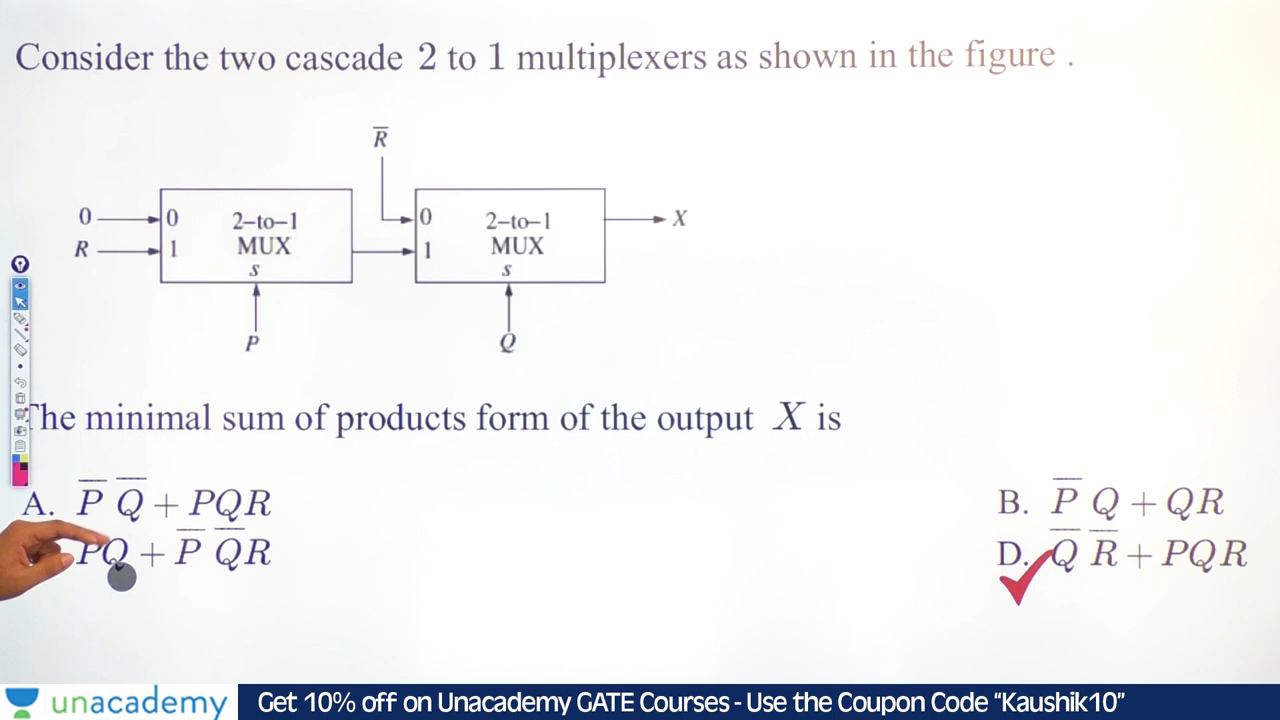 Consider the two cascade 2 to 1 multiplexers as shown in the figure .
R̅
0 0 2–to–1 0 2–to–1 X
R 1 MUX 1 MUX
s s
P Q
The minimal sum of products form of the output X is
A. P̅ Q̅ + PQR B. P̅ Q + QR
PQ + P̅ Q̅ R D. Q̅ R̅ + PQR
unacademy Get 10% off on Unacademy GATE Courses - Use the Coupon Code “Kaushik10”